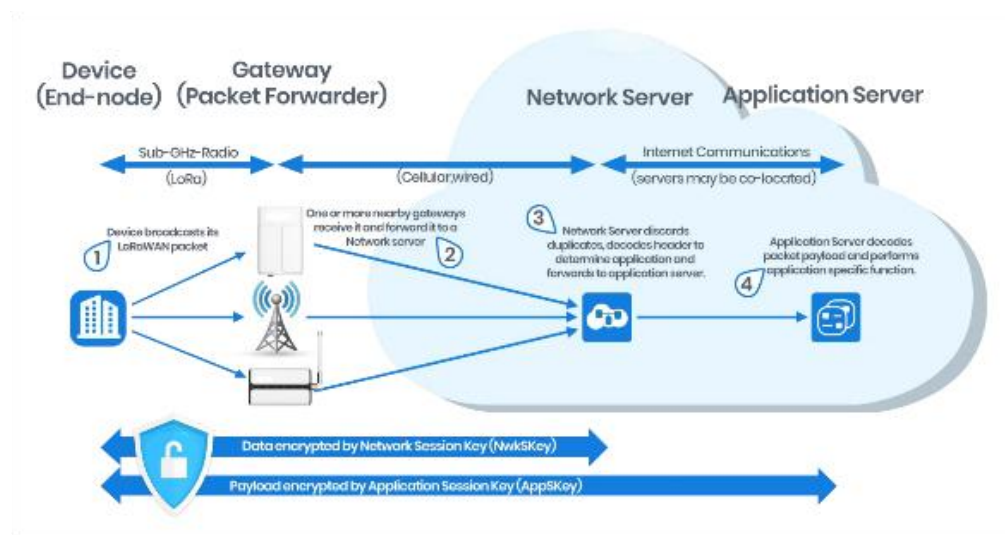 Device
(End-node)
Gateway
(Packet Forwarder)
Network Server
Application Server
Sub-GHz-Radio
(LoRa)
(Cellular,wired)
Internet Communications
(servers may be co-located)
1
Device broadcasts its
LoRaWAN packet
One or more nearby gateways
receive it and forward it to a
Network server
2
3
Network Server discards
duplicates, decodes header to
determine application and
forwards to application server.
4
Application Server decodes
packet payload and performs
application specific function.
Data encrypted by Network Session Key (NwkSKey)
Payload encrypted by Application Session Key (AppSKey)